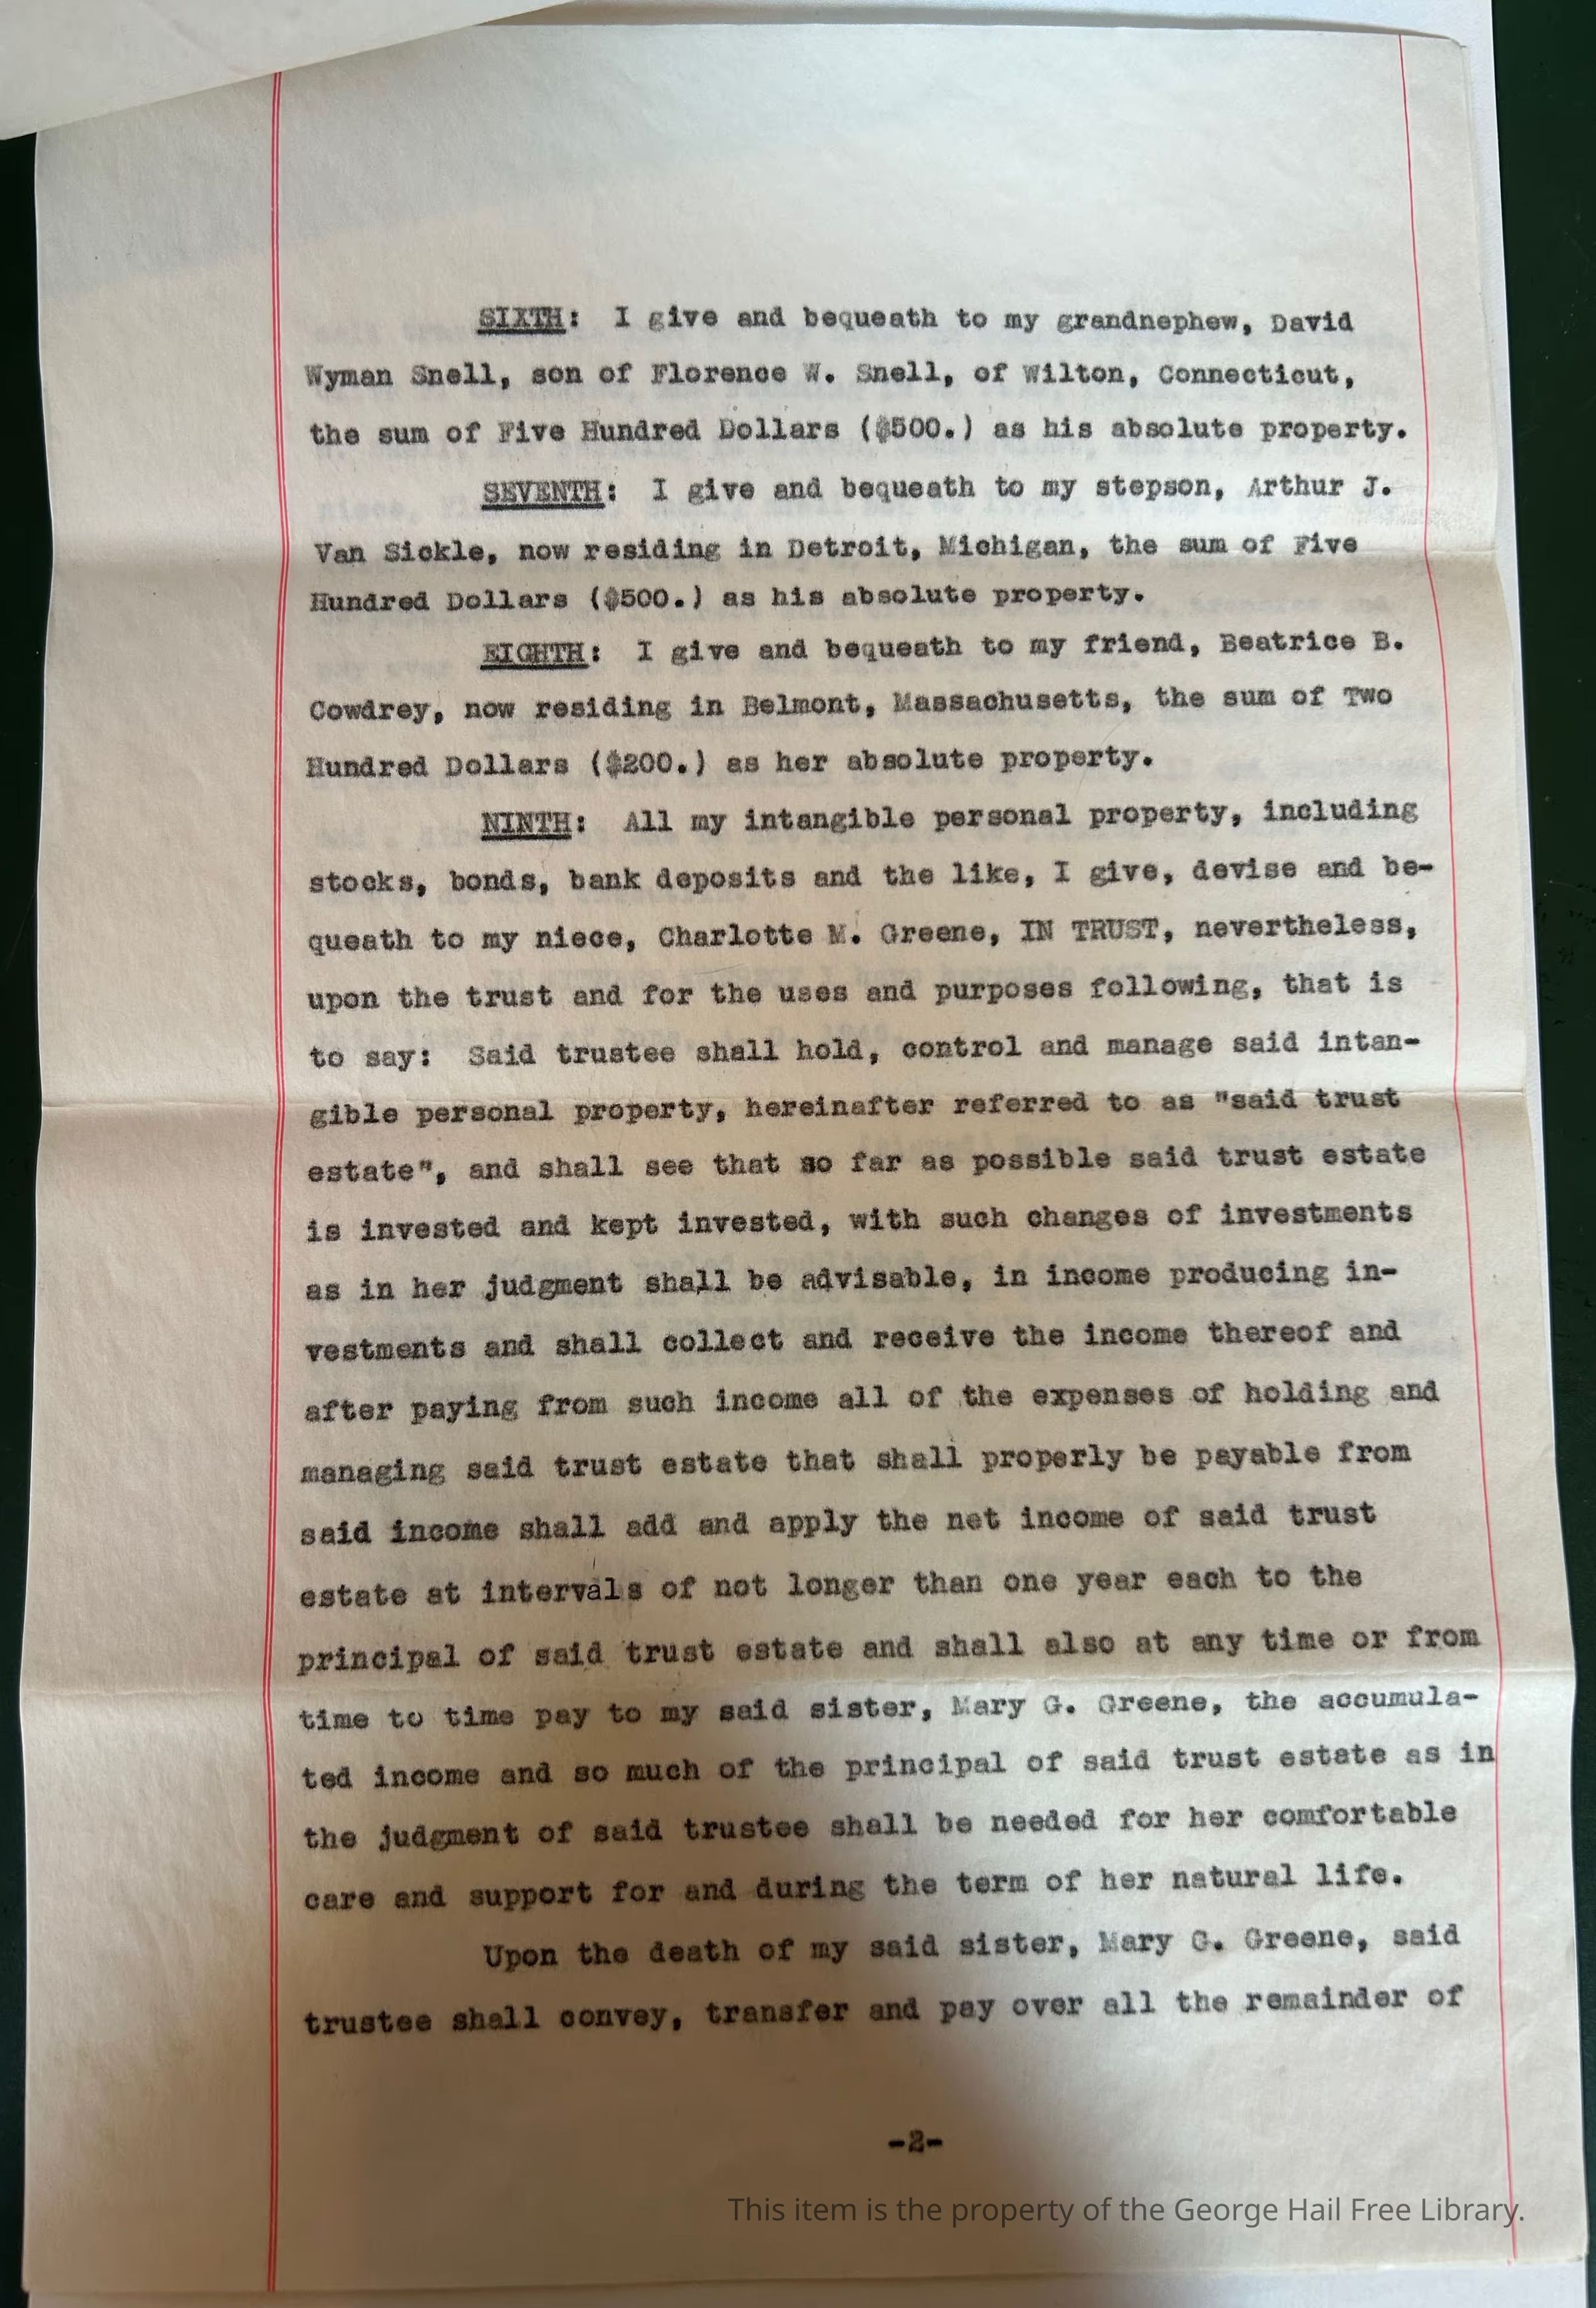 SIXTH: I give and bequeath to my grandnephew, David
Wyman Snell, son of Florence W. Snell, of Wilton, Connecticut,
the sum of Five Hundred Dollars ($500.) as his absolute property.
SEVENTH: I give and bequeath to my stepson, Arthur J.
Van Sickle, now residing in Detroit, Michigan, the sum of Five
Hundred Dollars ($500.) as his absolute property.
EIGHTH: I give and bequeath to my friend, Beatrice B.
Cowdrey, now residing in Belmont, Massachusetts, the sum of Two
Hundred Dollars ($200.) as her absolute property.
NINTH: All my intangible personal property, including
stocks, bonds, bank deposits and the like, I give, devise and be-
queath to my niece, Charlotte M. Greene, IN TRUST, nevertheless,
upon the trust and for the uses and purposes following, that is
to say: Said trustee shall hold, control and manage said intan-
gible personal property, hereinafter referred to as "said trust
estate", and shall see that so far as possible said trust estate
is invested and kept invested, with such changes of investments
as in her judgment shall be advisable, in income producing in-
vestments and shall collect and receive the income thereof and
after paying from such income all of the expenses of holding and
managing said trust estate that shall properly be payable from
said income shall add and apply the net income of said trust
estate at intervals of not longer than one year each to the
principal of said trust estate and shall also at any time or from
time to time pay to my said sister, Mary G. Greene, the accumula-
ted income and so much of the principal of said trust estate as in
the judgment of said trustee shall be needed for her comfortable
care and support for and during the term of her natural life.
Upon the death of my said sister, Mary G. Greene, said
trustee shall convey, transfer and pay over all the remainder of
-2-
This item is the property of the George Hail Free Library.